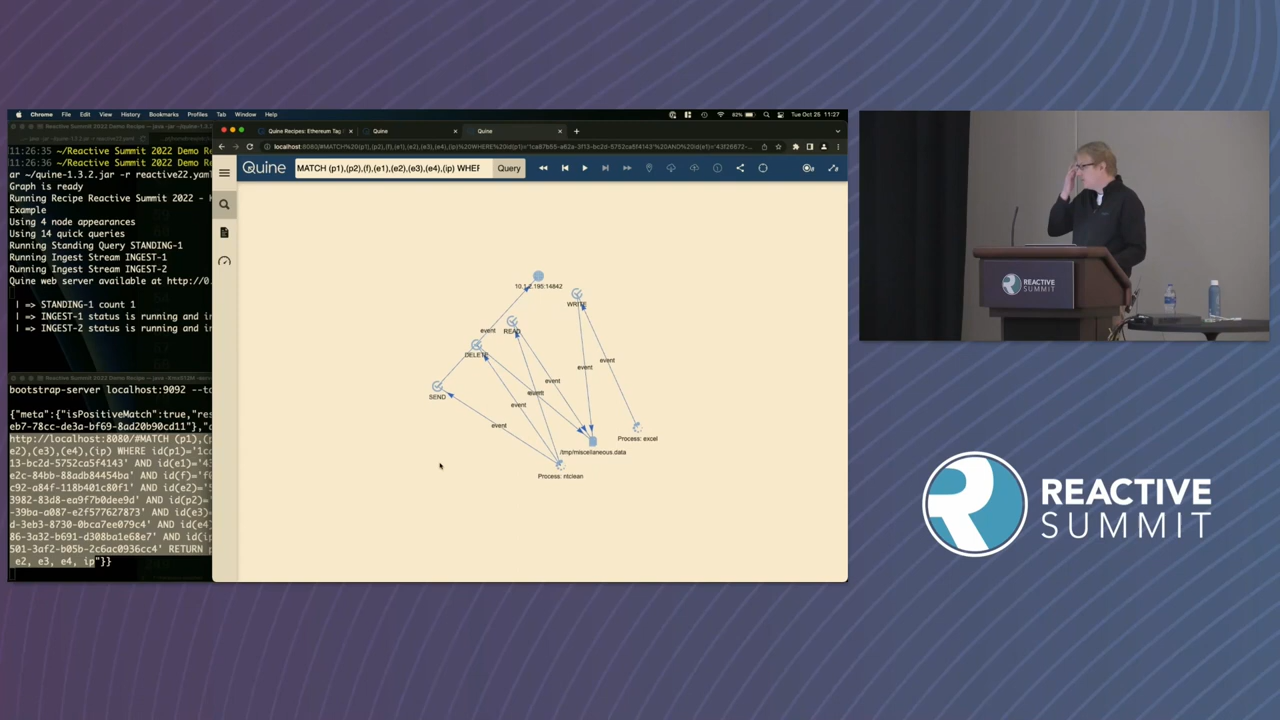 Chrome File Edit View History Bookmarks Profiles Tab Window Help
82% Tue Oct 25 11:27
Quine Recipes: Ethereum Tag
Quine
Quine
Quine
MATCH (p1),(p2),(f),(e1),(e2),(e3),(e4),(ip) WHER
Query
11:26:35 ~/Reactive Summit 2022 Demo R
11:26:36 ~/Reactive Summit 2022 Demo Re
ar ~/quine-1.3.2.jar -r reactive22.yaml
Graph is ready
Running Recipe Reactive Summit 2022 -
Example
Using 4 node appearances
Using 14 quick queries
Running Standing Query STANDING-1
Running Ingest Stream INGEST-1
Running Ingest Stream INGEST-2
Quine web server available at http://0.
| => STANDING-1 count 1
| => INGEST-1 status is running and in
| => INGEST-2 status is running and in
bootstrap-server localhost:9092 --to
{"meta":{"isPositiveMatch":true,"res
eb7-78cc-de3a-bf69-8ad20b90cd11"},"d
http://localhost:8080/#MATCH (p1),(p
e2),(e3),(e4),(ip) WHERE id(p1)='1ca
13-bc2d-5752ca5f4143' AND id(e1)='43
e2c-84bb-88adb84454ba' AND id(f)='
c92-a84f-118b401c80f1' AND id(e2)='
3982-83d8-ea9f7b0dee9d' AND id(p2)='
-39ba-a087-e2f577627873' AND id(e3)=
d-3eb3-8730-0bca7ee079c4' AND id(e4)
86-3a32-b691-d308ba1e68e7' AND id(ip
501-3af2-b05b-2c6ac0936cc4' RETURN p
e2, e3, e4, ip"}}
WRITE
READ
event
DELETE
event
event
event
event
SEND
event
event
Process: excel
/tmp/miscellaneous.data
Process: ntclean
REACTIVE
SUMMIT
REACTIVE
SUMMIT